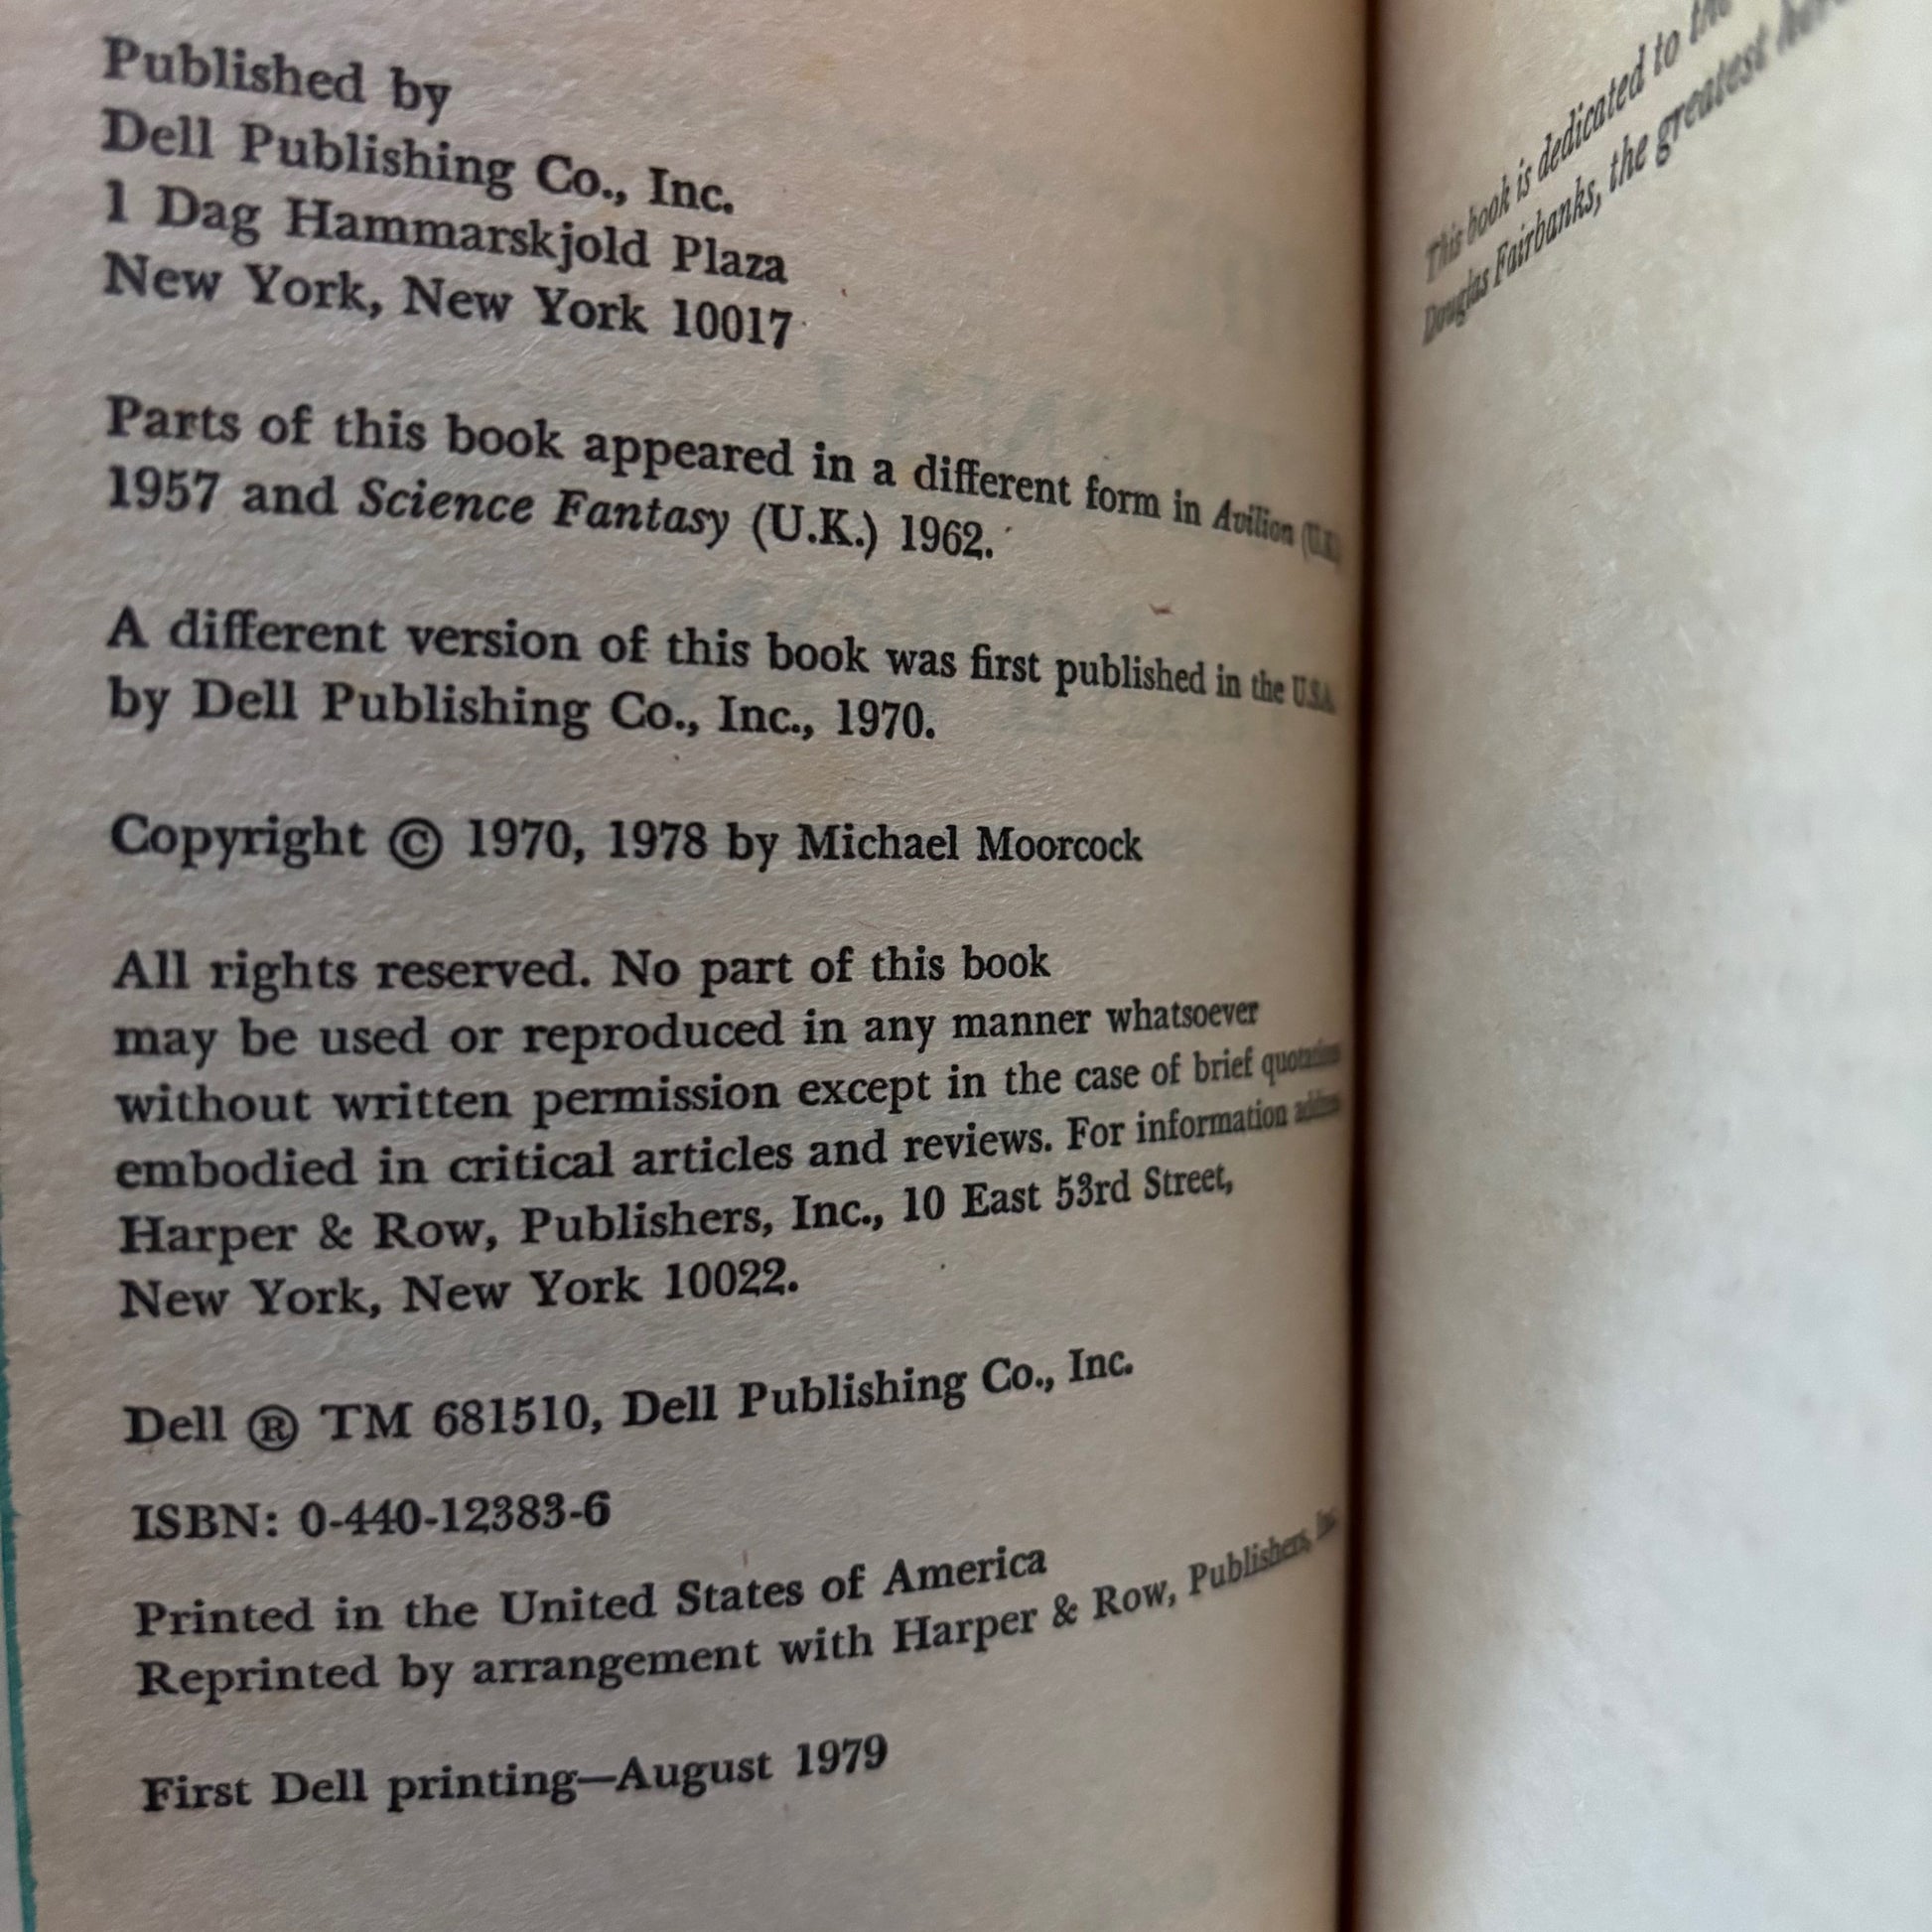 Published by
Dell Publishing Co., Inc.
1 Dag Hammarskjold Plaza
New York, New York 10017
Parts of this book appeared in a different form in Avilion (U.K.)
1957 and Science Fantasy (U.K.) 1962.
A different version of this book was first published in the U.S.A.
by Dell Publishing Co., Inc., 1970.
Copyright © 1970, 1978 by Michael Moorcock
All rights reserved. No part of this book
may be used or reproduced in any manner whatsoever
without written permission except in the case of brief quotations
embodied in critical articles and reviews. For information address
Harper & Row, Publishers, Inc., 10 East 53rd Street,
New York, New York 10022.
Dell ® TM 681510, Dell Publishing Co., Inc.
ISBN: 0-440-12383-6
Printed in the United States of America
Reprinted by arrangement with Harper & Row, Publishers, Inc.
First Dell printing—August 1979
This book is dedicated to the
Douglas Fairbanks, the greatest